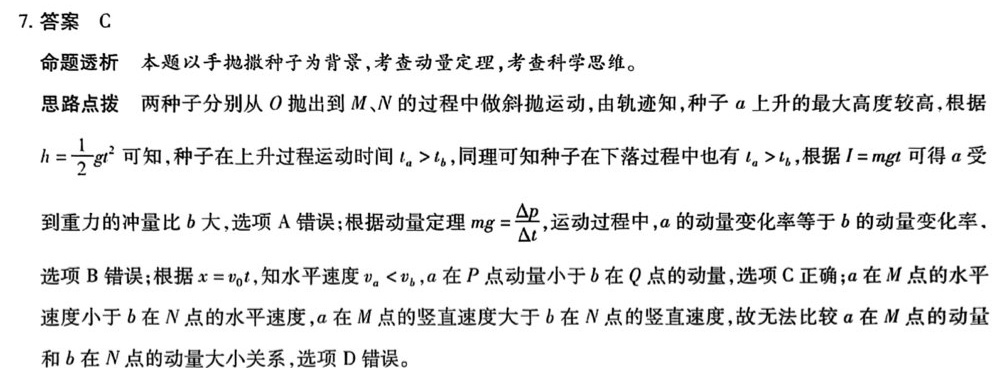 7. 答案 C
命题透析 本题以手抛撒种子为背景,考查动量定理,考查科学思维。
思路点拨 两种子分别从 O 抛出到 M、N 的过程中做斜抛运动,由轨迹知,种子 a 上升的最大高度较高,根据
h = \frac{1}{2}gt² 可知,种子在上升过程运动时间 tₐ > t_b,同理可知种子在下落过程中也有 tₐ > t_b,根据 I = mgt 可得 a 受
到重力的冲量比 b 大,选项 A 错误;根据动量定理 mg = \frac{Δp}{Δt},运动过程中,a 的动量变化率等于 b 的动量变化率,
选项 B 错误;根据 x = v₀t,知水平速度 vₐ < v_b,a 在 P 点动量小于 b 在 Q 点的动量,选项 C 正确;a 在 M 点的水平
速度小于 b 在 N 点的水平速度,a 在 M 点的竖直速度大于 b 在 N 点的竖直速度,故无法比较 a 在 M 点的动量
和 b 在 N 点的动量大小关系,选项 D 错误。